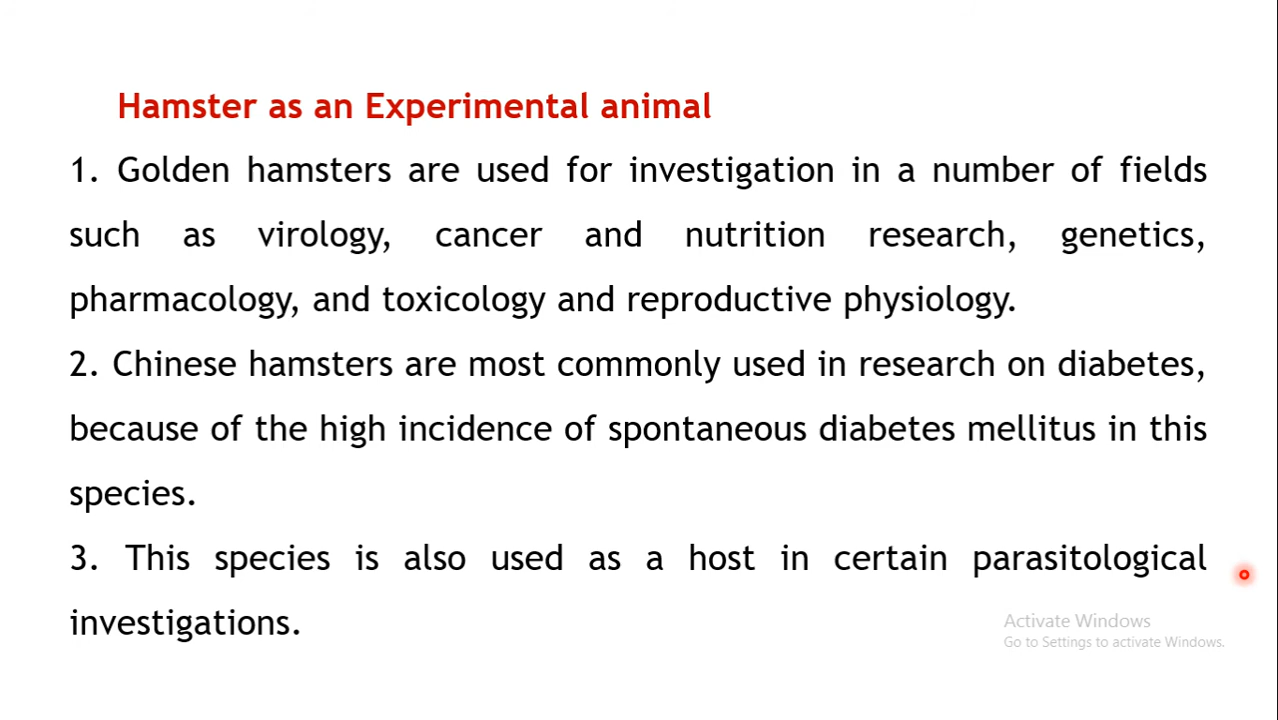 Hamster as an Experimental animal
1. Golden hamsters are used for investigation in a number of fields
such as virology, cancer and nutrition research, genetics,
pharmacology, and toxicology and reproductive physiology.
2. Chinese hamsters are most commonly used in research on diabetes,
because of the high incidence of spontaneous diabetes mellitus in this
species.
3. This species is also used as a host in certain parasitological
investigations.
Activate Windows
Go to Settings to activate Windows.